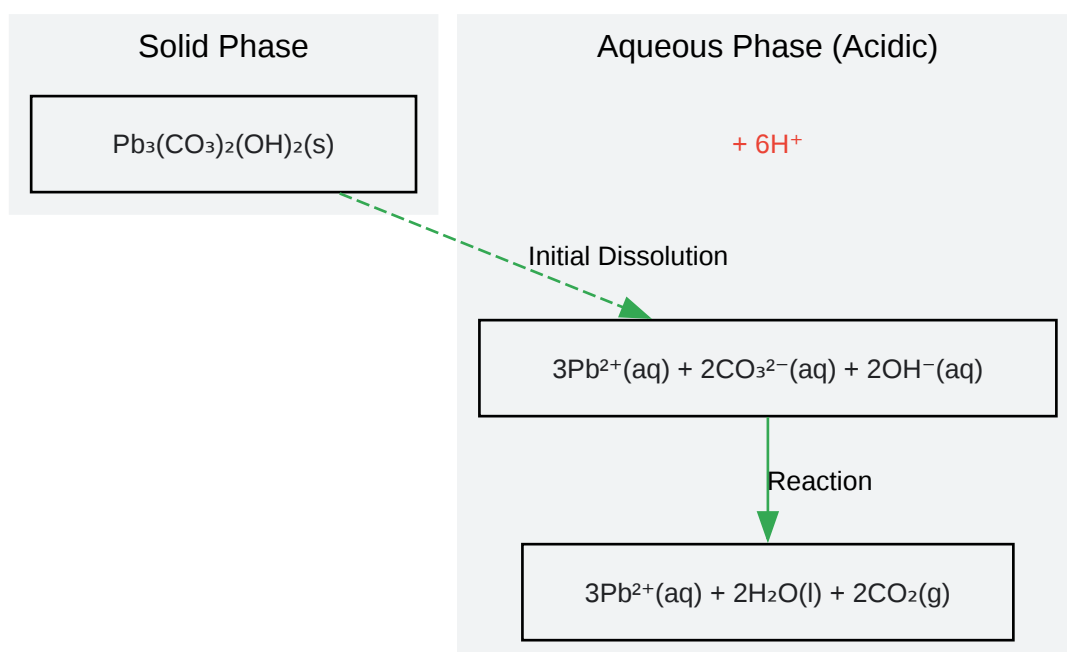 Solid Phase
Aqueous Phase (Acidic)
Pb₃(CO₃)₂(OH)₂(s)
+ 6H⁺
Initial Dissolution
3Pb²⁺(aq) + 2CO₃²⁻(aq) + 2OH⁻(aq)
Reaction
3Pb²⁺(aq) + 2H₂O(l) + 2CO₂(g)